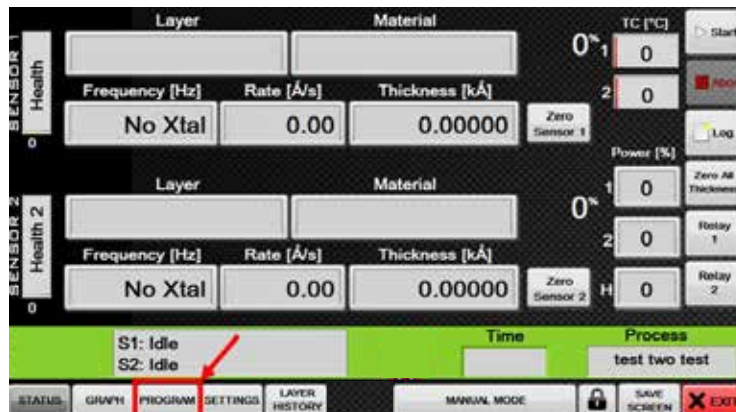 Layer Material TC [°C] Start
SENSOR 1 Health 0% 1 0
Frequency [Hz] Rate [Å/s] Thickness [kÅ] 2 0 Abort
No Xtal 0.00 0.00000 Zero Sensor 1 Log
0 Power [%]
Layer Material 1 0 Zero All Thickness
SENSOR 2 Health 2 0% 2 0 Relay 1
Frequency [Hz] Rate [Å/s] Thickness [kÅ]
No Xtal 0.00 0.00000 Zero Sensor 2 H 0 Relay 2
0
S1: Idle Time Process
S2: Idle test two test
STATUS GRAPH PROGRAM SETTINGS LAYER HISTORY MANUAL MODE SAVE SCREEN EXIT